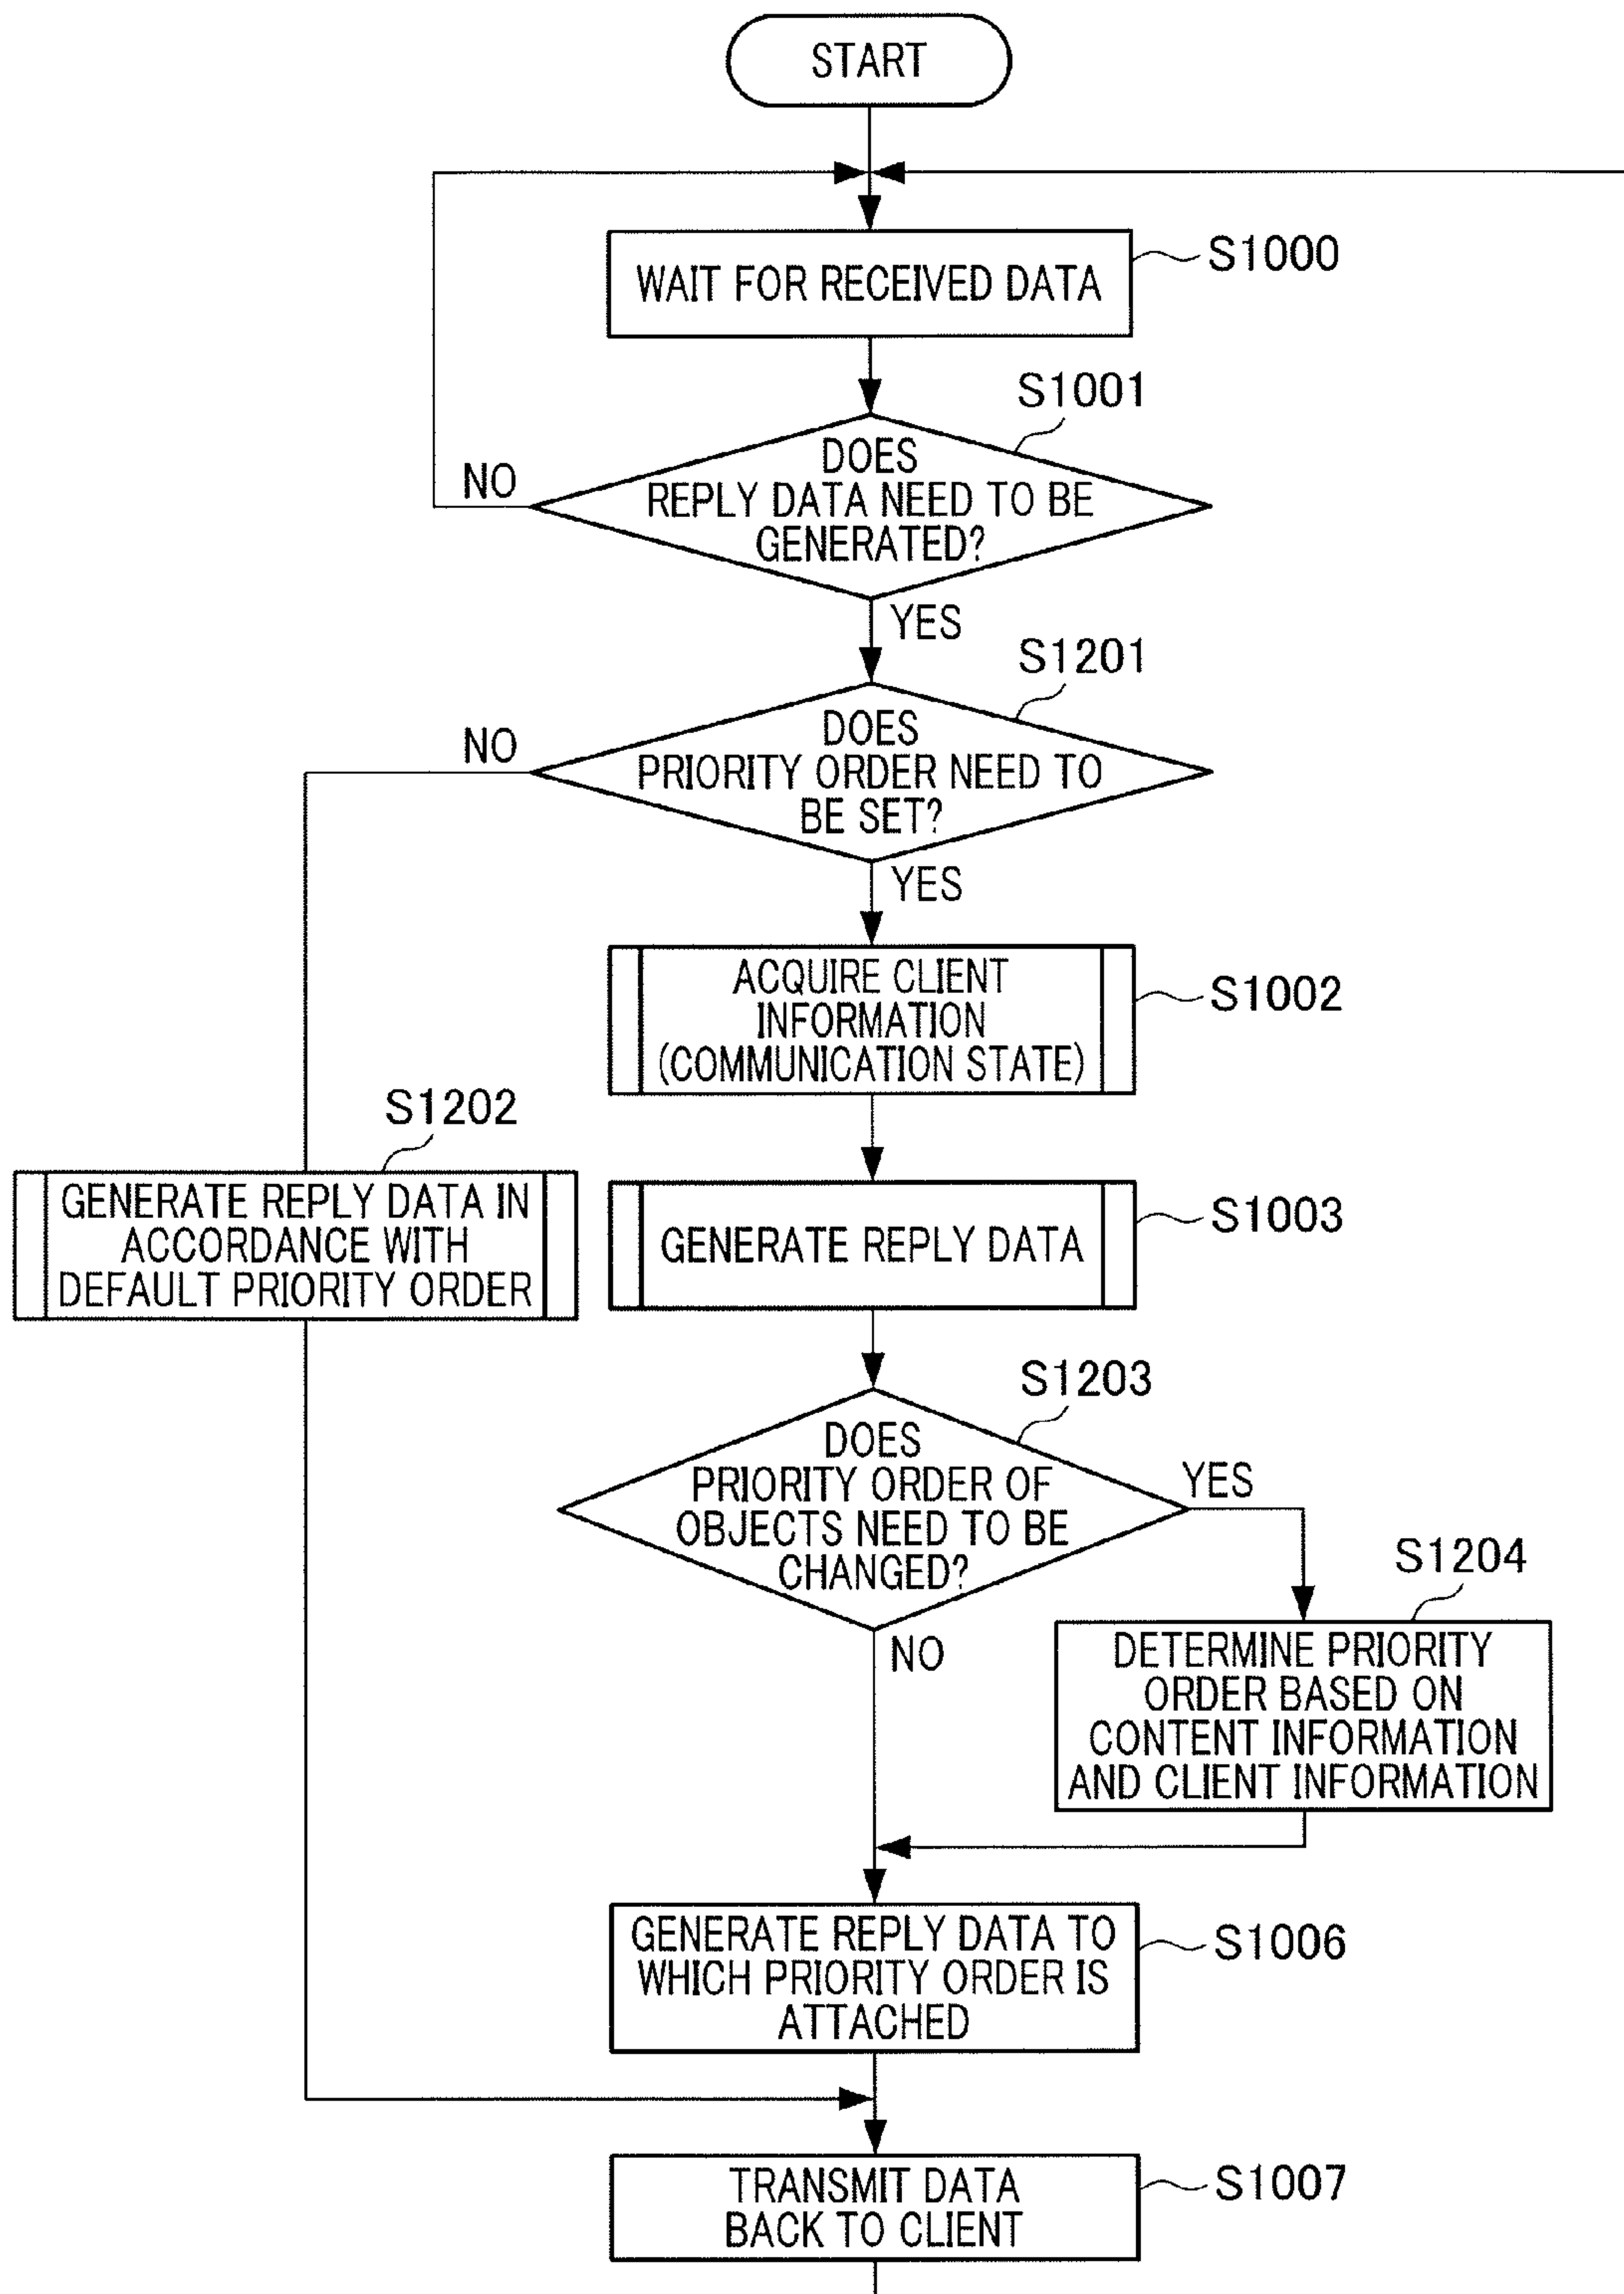 START
WAIT FOR RECEIVED DATA
S1000
S1001
DOES
REPLY DATA NEED TO BE
GENERATED?
NO
YES
S1201
DOES
PRIORITY ORDER NEED TO
BE SET?
NO
YES
ACQUIRE CLIENT
INFORMATION
(COMMUNICATION STATE)
S1002
S1202
GENERATE REPLY DATA IN
ACCORDANCE WITH
DEFAULT PRIORITY ORDER
GENERATE REPLY DATA
S1003
S1203
DOES
PRIORITY ORDER OF
OBJECTS NEED TO BE
CHANGED?
YES
NO
S1204
DETERMINE PRIORITY
ORDER BASED ON
CONTENT INFORMATION
AND CLIENT INFORMATION
GENERATE REPLY DATA TO
WHICH PRIORITY ORDER IS
ATTACHED
S1006
TRANSMIT DATA
BACK TO CLIENT
S1007